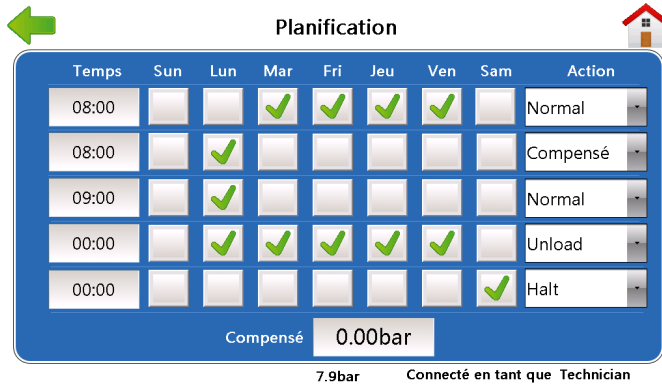 Planification
Temps Sun Lun Mar Fri Jeu Ven Sam Action
08:00 Normal
08:00 Compensé
09:00 Normal
00:00 Unload
00:00 Halt
Compensé 0.00bar
7.9bar Connecté en tant que Technician